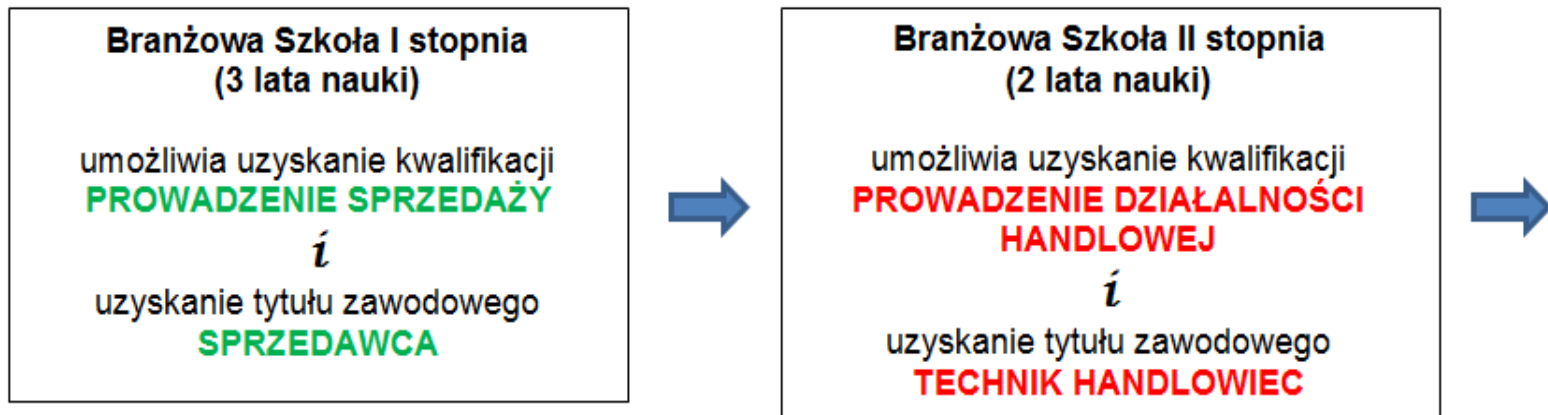 Branżowa Szkoła I stopnia
(3 lata nauki)
umożliwia uzyskanie kwalifikacji
PROWADZENIE SPRZEDAŻY
i
uzyskanie tytułu zawodowego
SPRZEDAWCA
Branżowa Szkoła II stopnia
(2 lata nauki)
umożliwia uzyskanie kwalifikacji
PROWADZENIE DZIAŁALNOŚCI
HANDLOWEJ
i
uzyskanie tytułu zawodowego
TECHNIK HANDLOWIEC